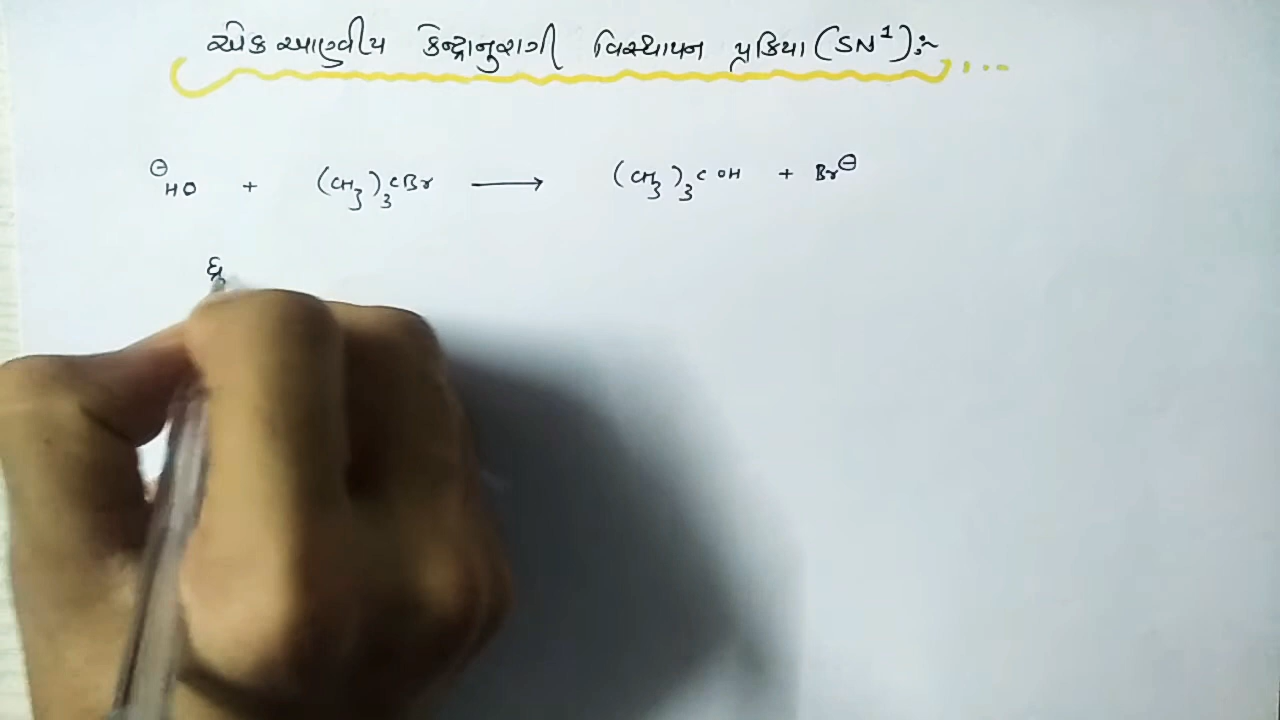 એક આણ્વીય કેન્દ્રાનુરાગી વિસ્થાપન પ્રક્રિયા (SN¹):~ ...
⊖HO + (CH₃)₃CBr ⟶ (CH₃)₃COH + Br⊖
ધ્રુ